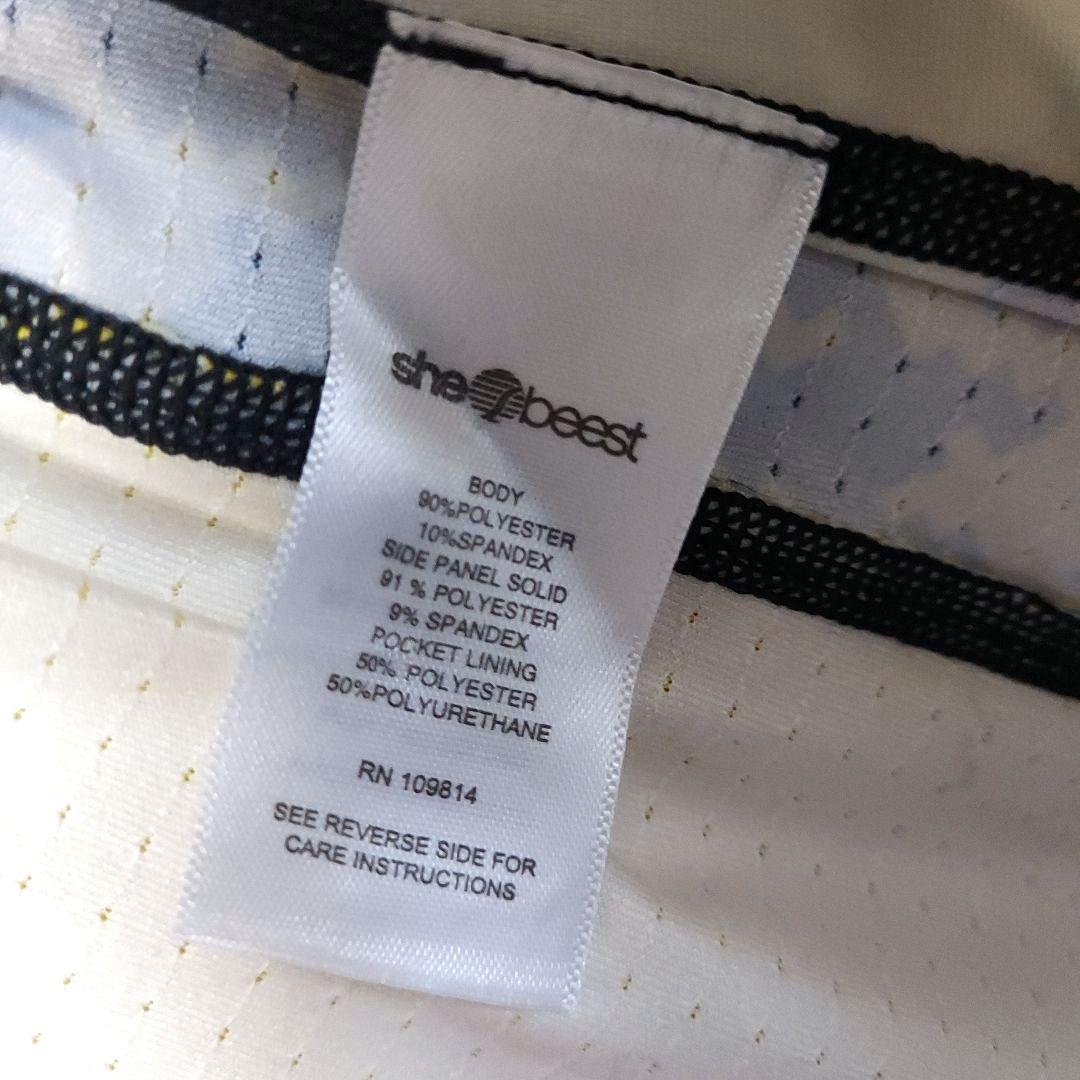 shebeest
BODY
90%POLYESTER
10%SPANDEX
SIDE PANEL SOLID
91 % POLYESTER
9% SPANDEX
POCKET LINING
50% POLYESTER
50%POLYURETHANE
RN 109814
SEE REVERSE SIDE FOR
CARE INSTRUCTIONS